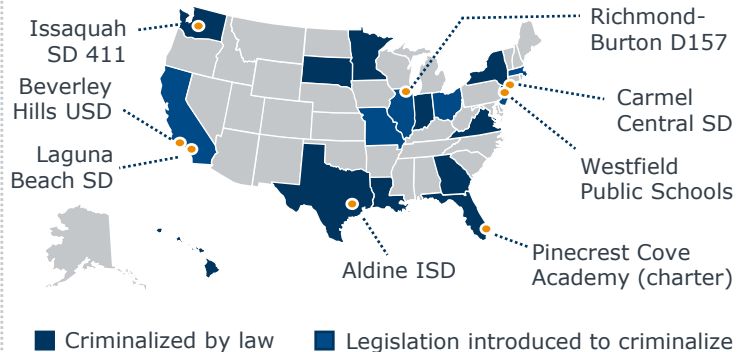 Issaquah
SD 411
Beverley
Hills USD
Laguna
Beach SD
Richmond-
Burton D157
Carmel
Central SD
Westfield
Public Schools
Pinecrest Cove
Academy (charter)
Aldine ISD
Criminalized by law
Legislation introduced to criminalize